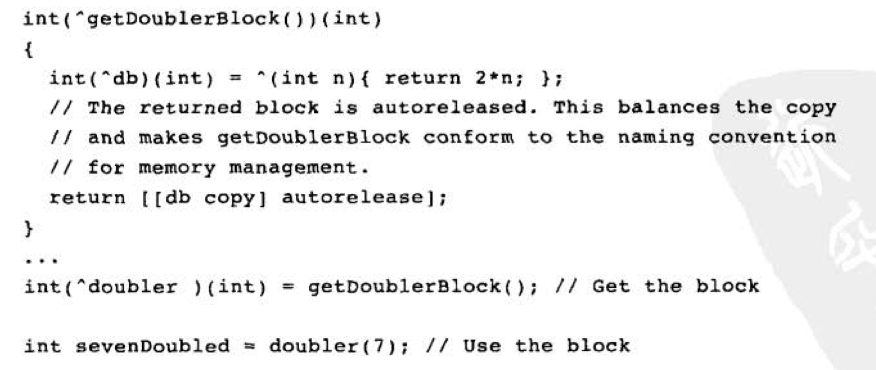 int(^getDoublerBlock())(int)
{
int(^db)(int) = ^(int n){ return 2*n; };
// The returned block is autoreleased. This balances the copy
// and makes getDoublerBlock conform to the naming convention
// for memory management.
return [[db copy] autorelease];
}
...
int(^doubler )(int) = getDoublerBlock(); // Get the block
int sevenDoubled = doubler(7); // Use the block